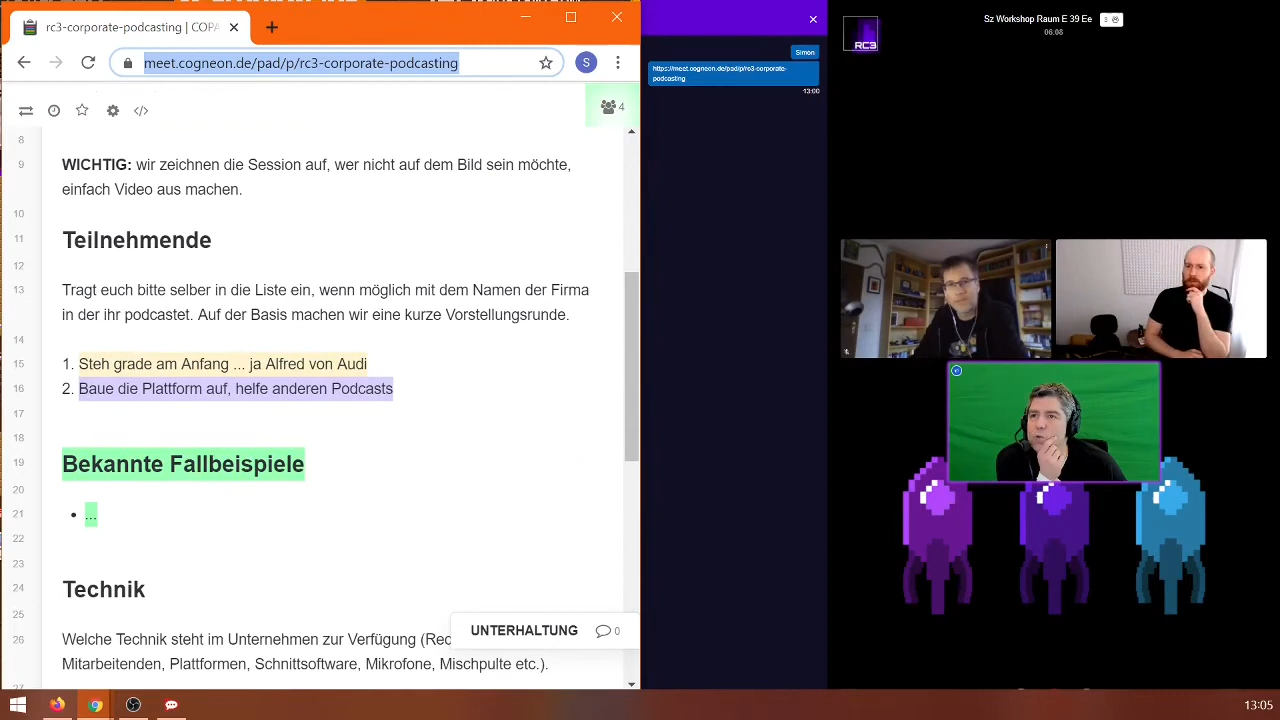 rc3-corporate-podcasting | COPA
meet.cogneon.de/pad/p/rc3-corporate-podcasting
S
4
8
9 WICHTIG: wir zeichnen die Session auf, wer nicht auf dem Bild sein möchte,
einfach Video aus machen.
10
11 Teilnehmende
12
13 Tragt euch bitte selber in die Liste ein, wenn möglich mit dem Namen der Firma
in der ihr podcastet. Auf der Basis machen wir eine kurze Vorstellungsrunde.
14
15 1. Steh grade am Anfang ... ja Alfred von Audi
16 2. Baue die Plattform auf, helfe anderen Podcasts
17
18
19 Bekannte Fallbeispiele
20
21 • ...
22
23
24 Technik
25
26 Welche Technik steht im Unternehmen zur Verfügung
Mitarbeitenden, Plattformen, Schnittsoftware, Mikrofone, Mischpulte etc.).
27
UNTERHALTUNG 0
Simon
https://meet.cogneon.de/pad/p/rc3-corporate-
podcasting
13:00
RC3
Sz Workshop Raum E 39 Ee
3
06:08
13:05